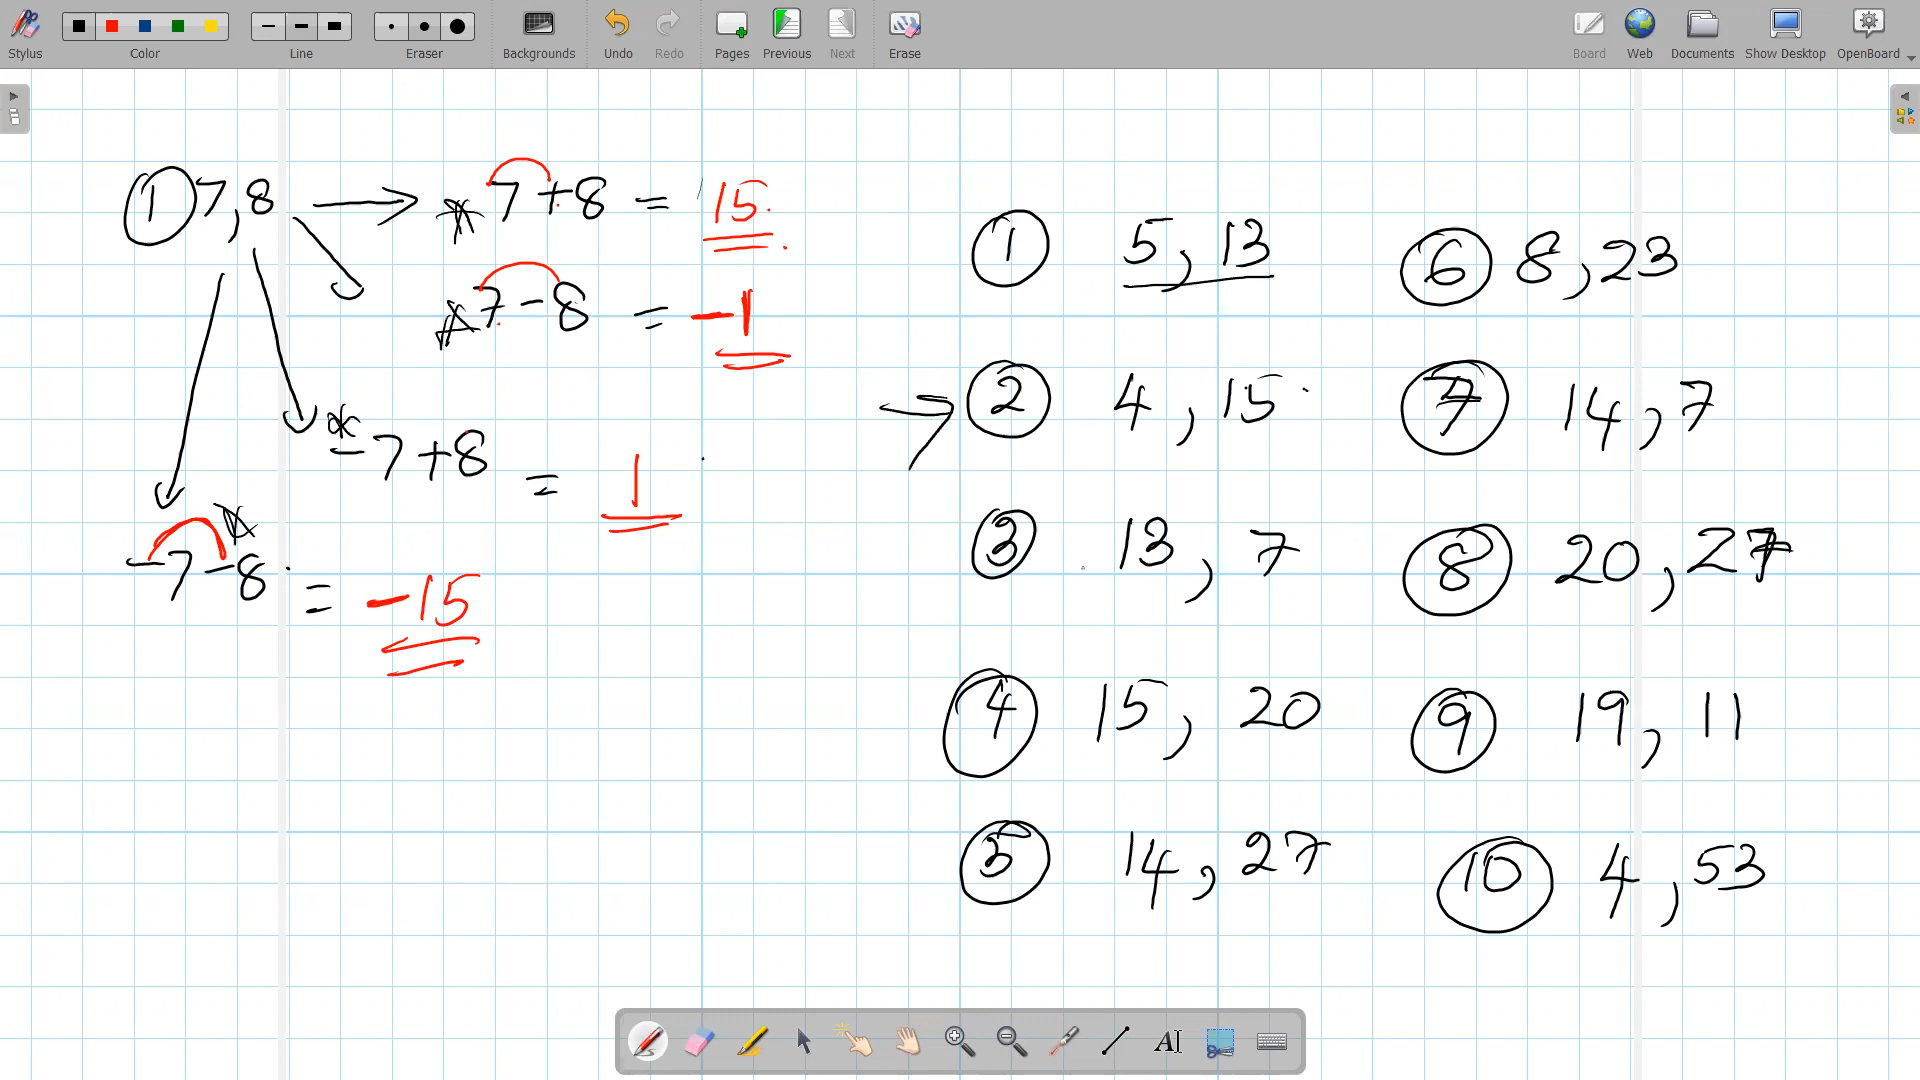 Stylus Color Line Eraser Backgrounds Undo Redo Pages Previous Next Erase Board Web Documents Show Desktop OpenBoard
① 7,8 → * 7+8 = 15
* 7-8 = -1
* -7+8 = 1
* -7-8 = -15
① 5, 13
② 4, 15
③ 13, 7
④ 15, 20
⑤ 14, 27
⑥ 8, 23
⑦ 14, 7
⑧ 20, 27
⑨ 19, 11
⑩ 4, 53